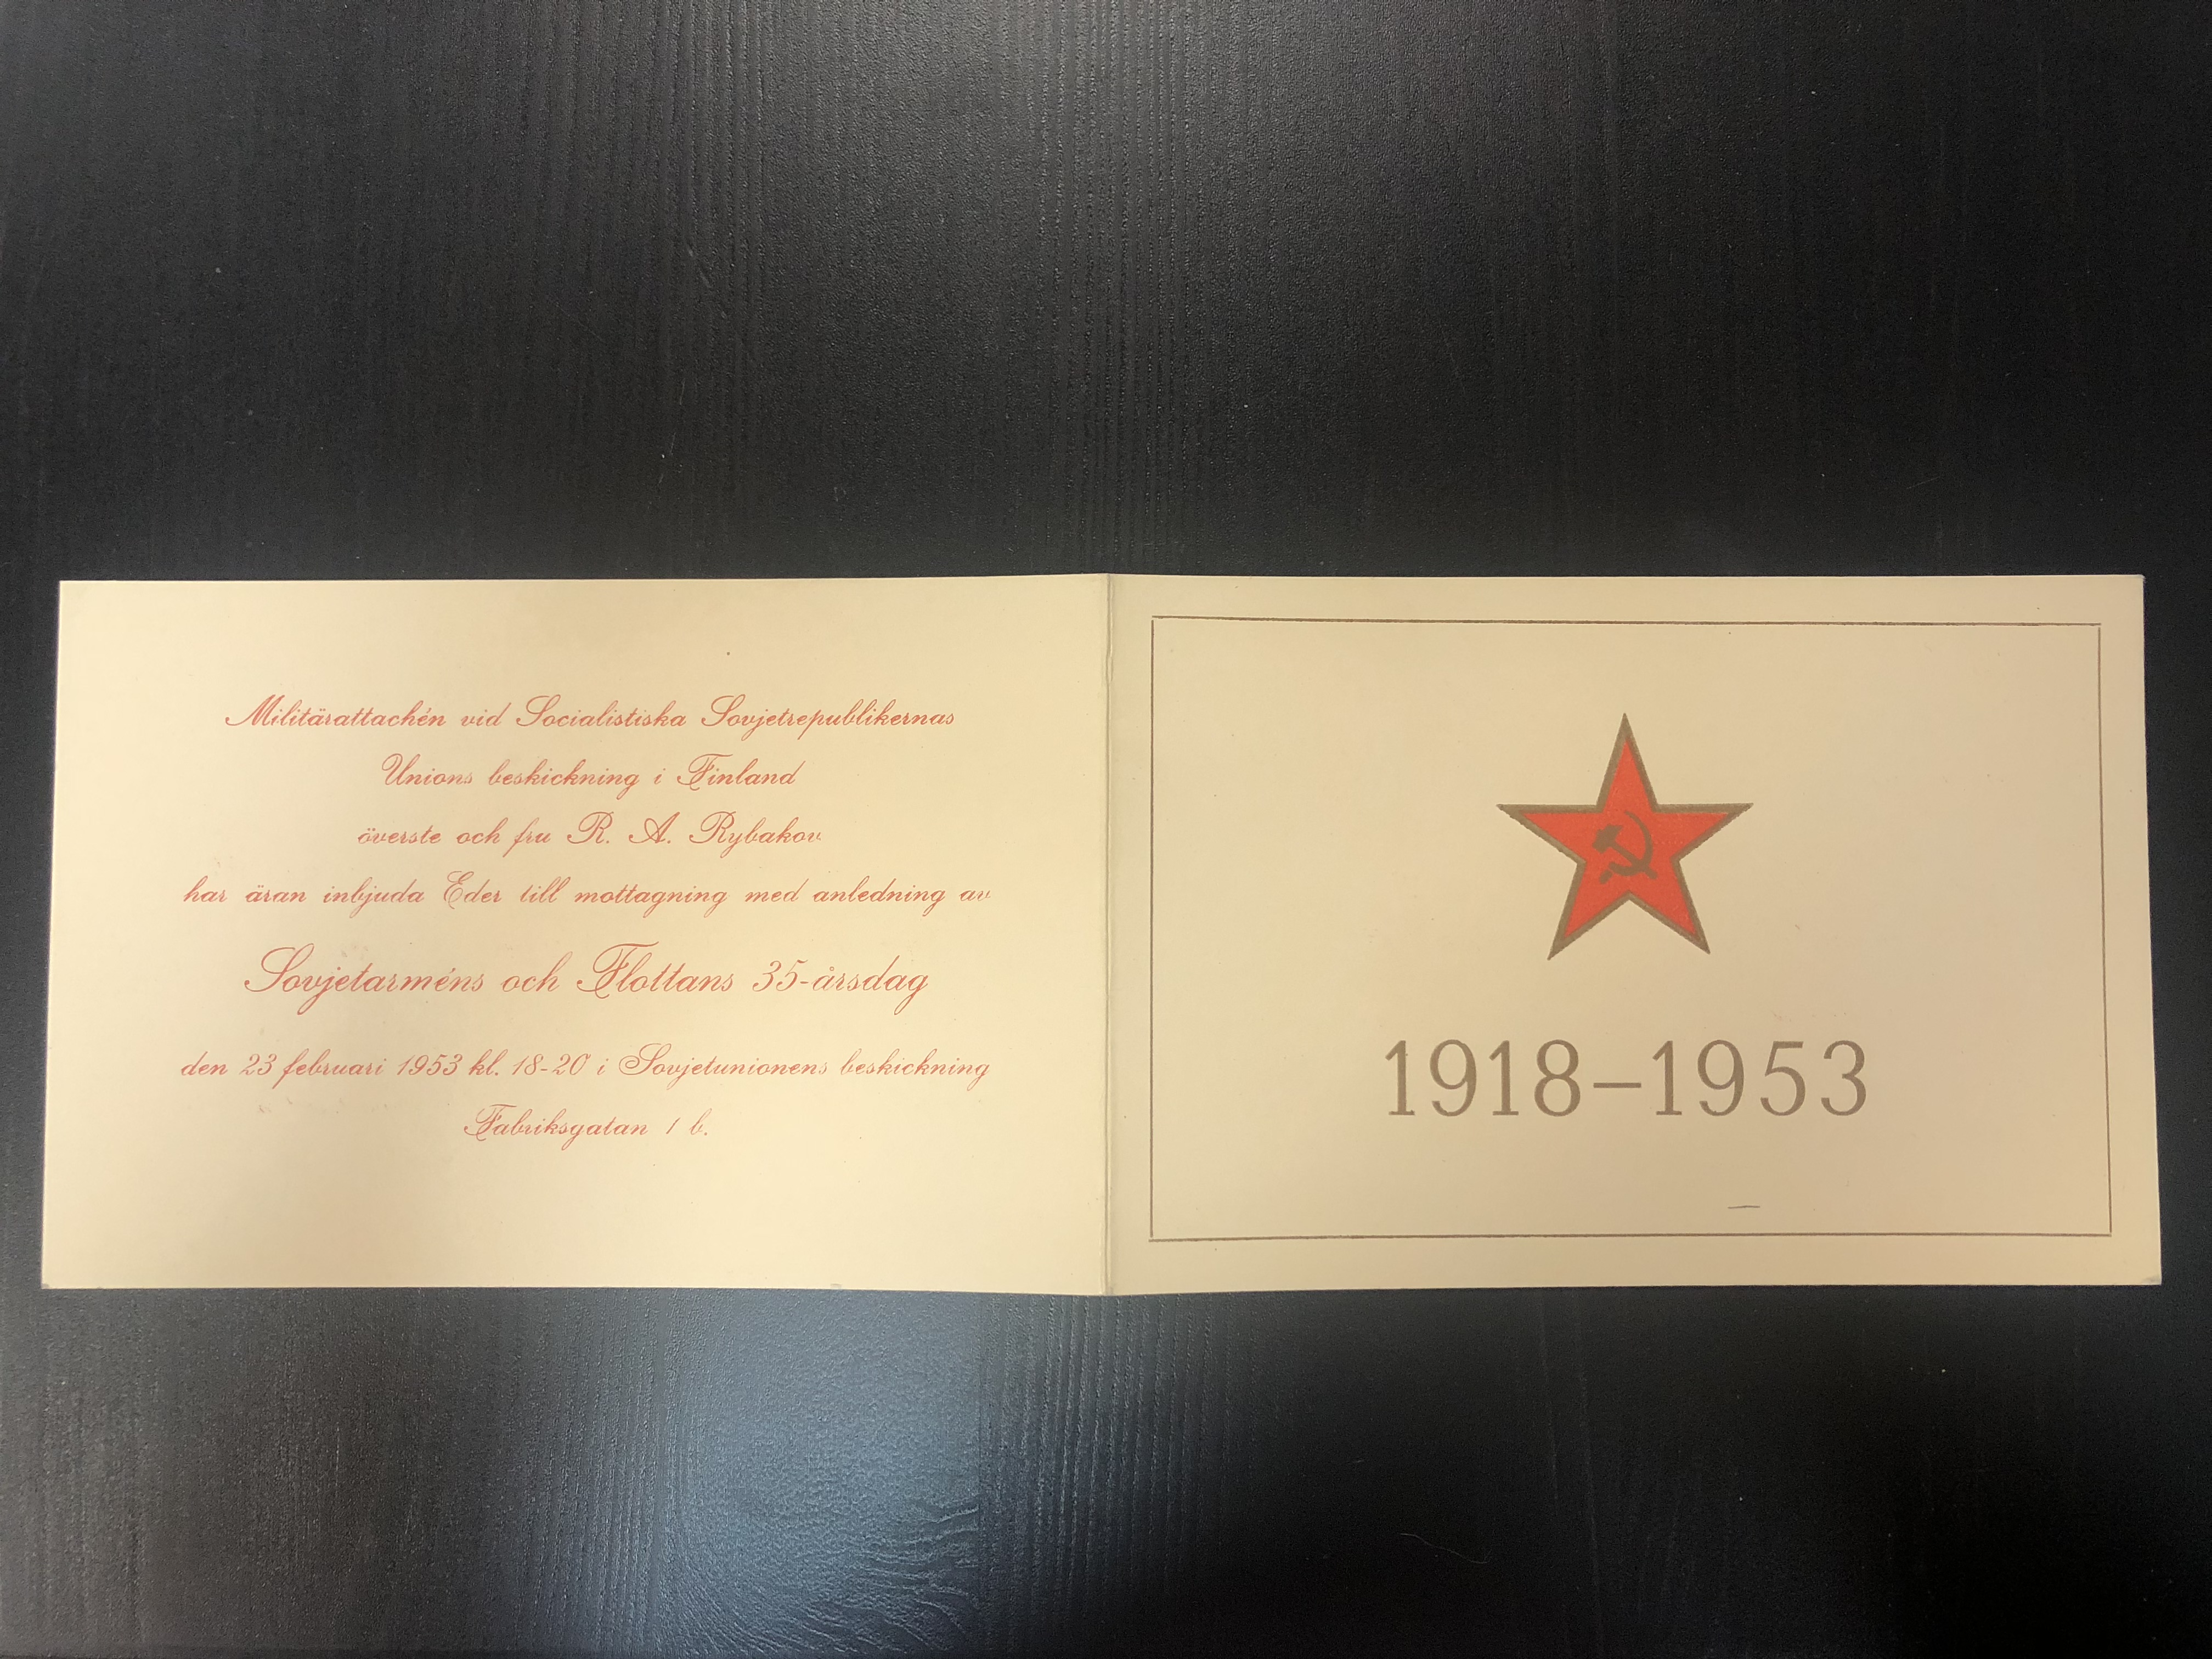 Militärattachén vid Socialistiska Sovjetrepublikernas
Unions beskickning i Finland
överste och fru R. A. Rybakov
har äran inbjuda Eder till mottagning med anledning av
Sovjetarméns och Flottans 35-årsdag
den 23 februari 1953 kl. 18-20 i Sovjetunionens beskickning
Fabriksgatan 1 b.
1918–1953